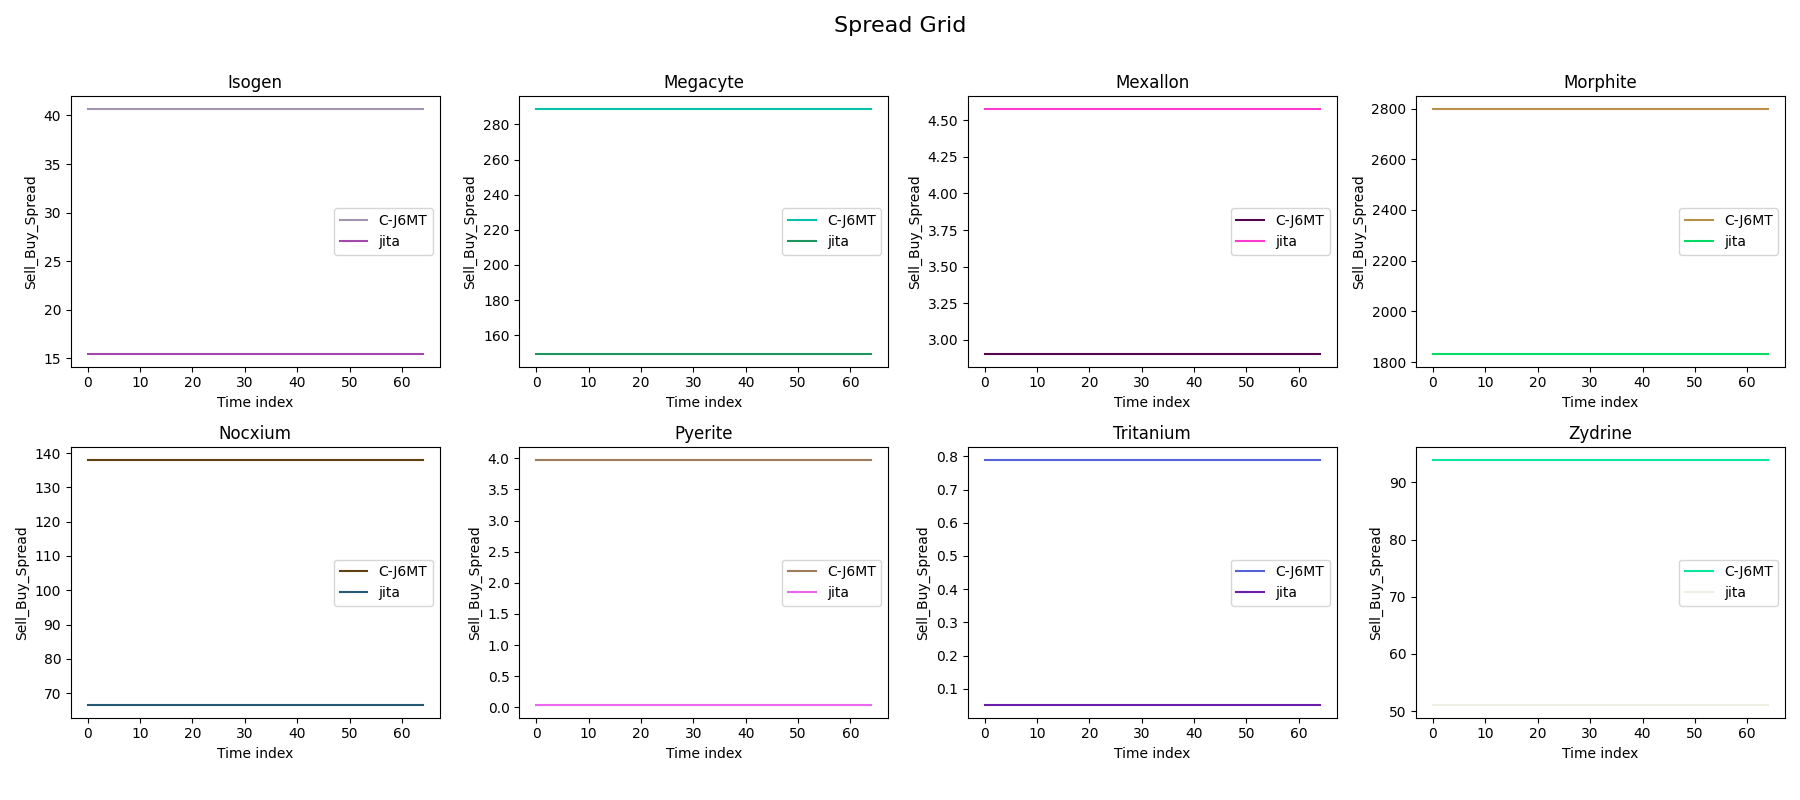 Spread Grid
Isogen
Sell_Buy_Spread
40
35
30
25
20
15
C-J6MT
jita
0 10 20 30 40 50 60
Time index
Megacyte
Sell_Buy_Spread
280
260
240
220
200
180
160
C-J6MT
jita
0 10 20 30 40 50 60
Time index
Mexallon
Sell_Buy_Spread
4.50
4.25
4.00
3.75
3.50
3.25
3.00
C-J6MT
jita
0 10 20 30 40 50 60
Time index
Morphite
Sell_Buy_Spread
2800
2600
2400
2200
2000
1800
C-J6MT
jita
0 10 20 30 40 50 60
Time index
Nocxium
Sell_Buy_Spread
140
130
120
110
100
90
80
70
C-J6MT
jita
0 10 20 30 40 50 60
Time index
Pyerite
Sell_Buy_Spread
4.0
3.5
3.0
2.5
2.0
1.5
1.0
0.5
0.0
C-J6MT
jita
0 10 20 30 40 50 60
Time index
Tritanium
Sell_Buy_Spread
0.8
0.7
0.6
0.5
0.4
0.3
0.2
0.1
C-J6MT
jita
0 10 20 30 40 50 60
Time index
Zydrine
Sell_Buy_Spread
90
80
70
60
50
C-J6MT
jita
0 10 20 30 40 50 60
Time index